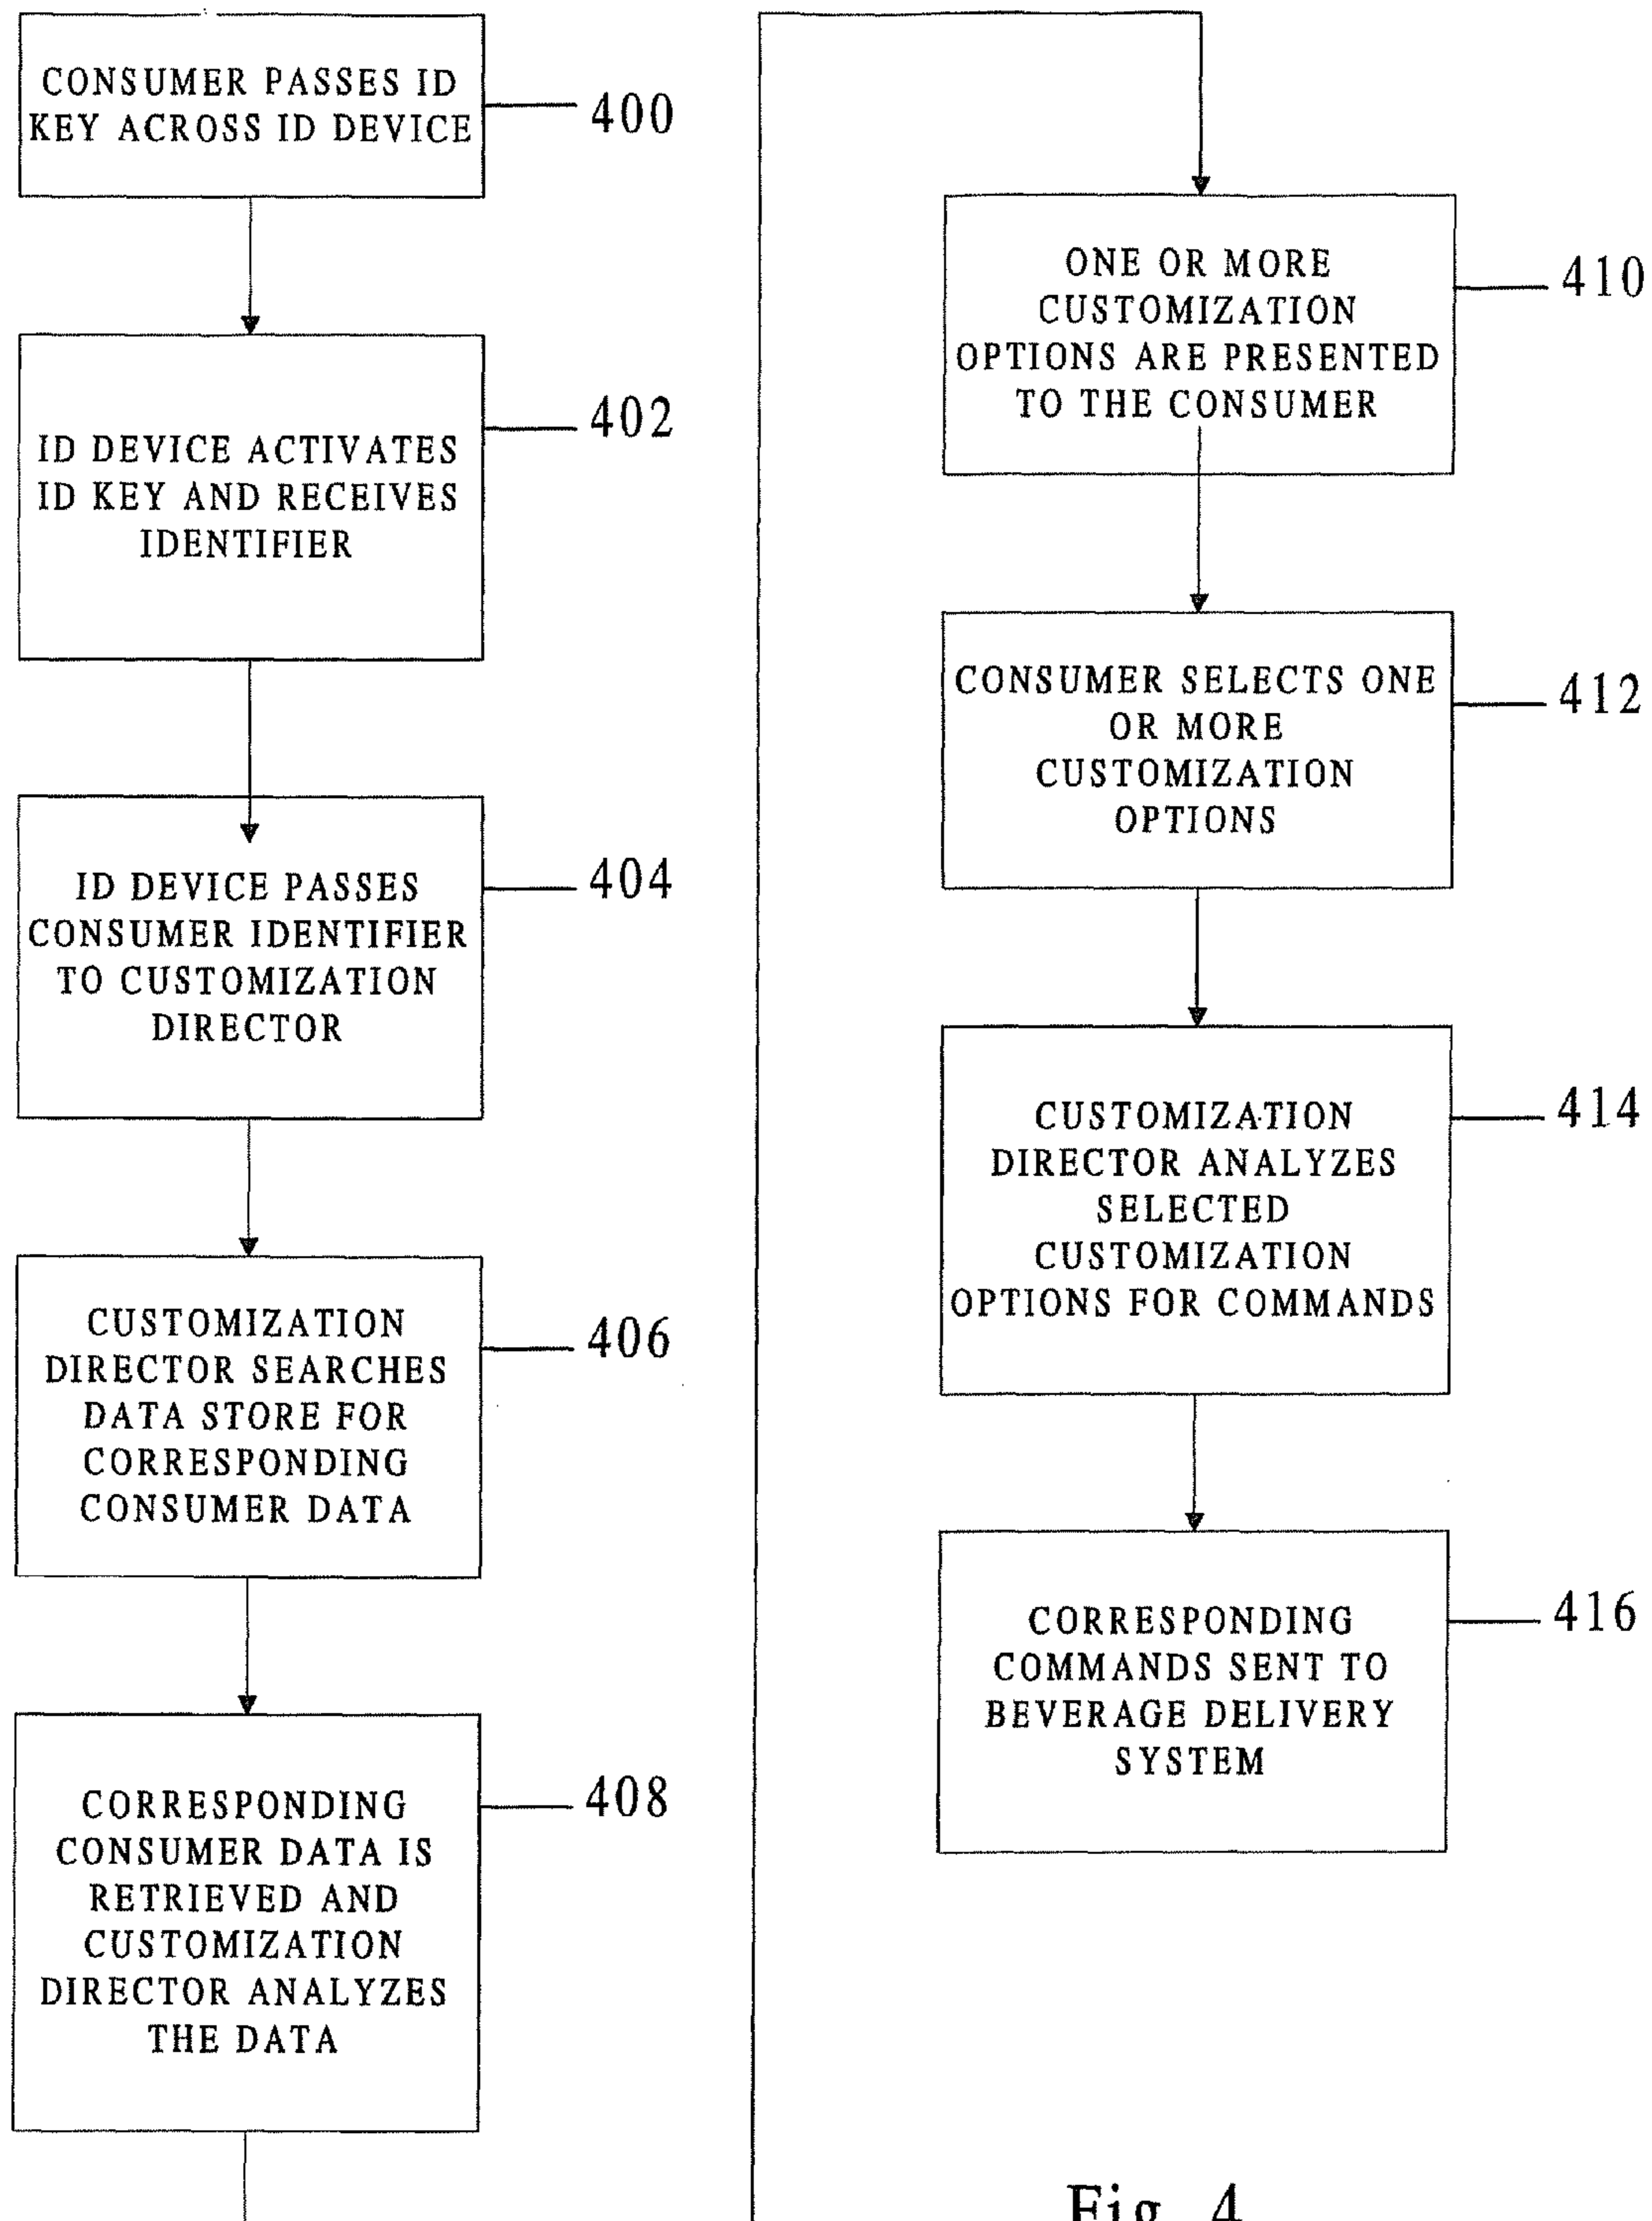 CONSUMER PASSES ID
KEY ACROSS ID DEVICE
400
ID DEVICE ACTIVATES
ID KEY AND RECEIVES
IDENTIFIER
402
ID DEVICE PASSES
CONSUMER IDENTIFIER
TO CUSTOMIZATION
DIRECTOR
404
CUSTOMIZATION
DIRECTOR SEARCHES
DATA STORE FOR
CORRESPONDING
CONSUMER DATA
406
CORRESPONDING
CONSUMER DATA IS
RETRIEVED AND
CUSTOMIZATION
DIRECTOR ANALYZES
THE DATA
408
ONE OR MORE
CUSTOMIZATION
OPTIONS ARE PRESENTED
TO THE CONSUMER
410
CONSUMER SELECTS ONE
OR MORE
CUSTOMIZATION
OPTIONS
412
CUSTOMIZATION
DIRECTOR ANALYZES
SELECTED
CUSTOMIZATION
OPTIONS FOR COMMANDS
414
CORRESPONDING
COMMANDS SENT TO
BEVERAGE DELIVERY
SYSTEM
416
Fig. 4